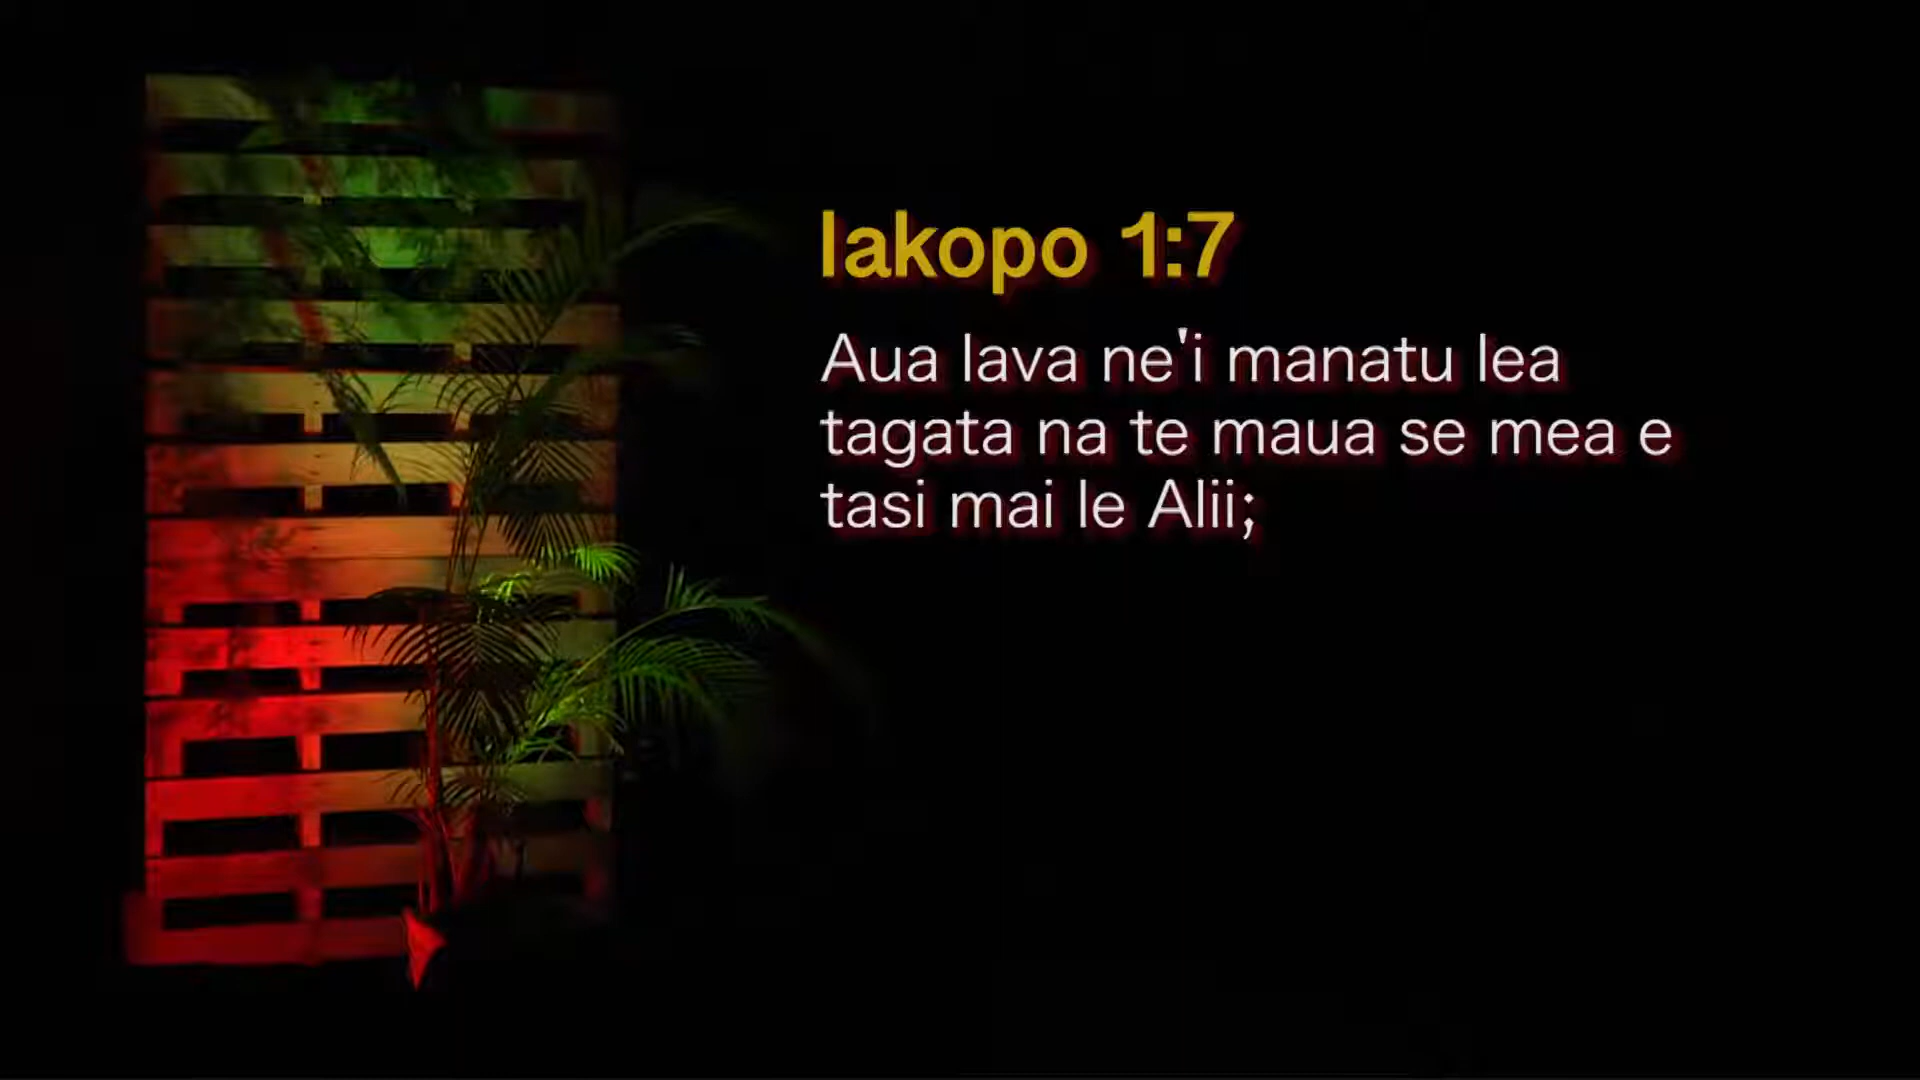 Iakopo 1:7
Aua lava ne'i manatu lea
tagata na te maua se mea e
tasi mai le Alii;